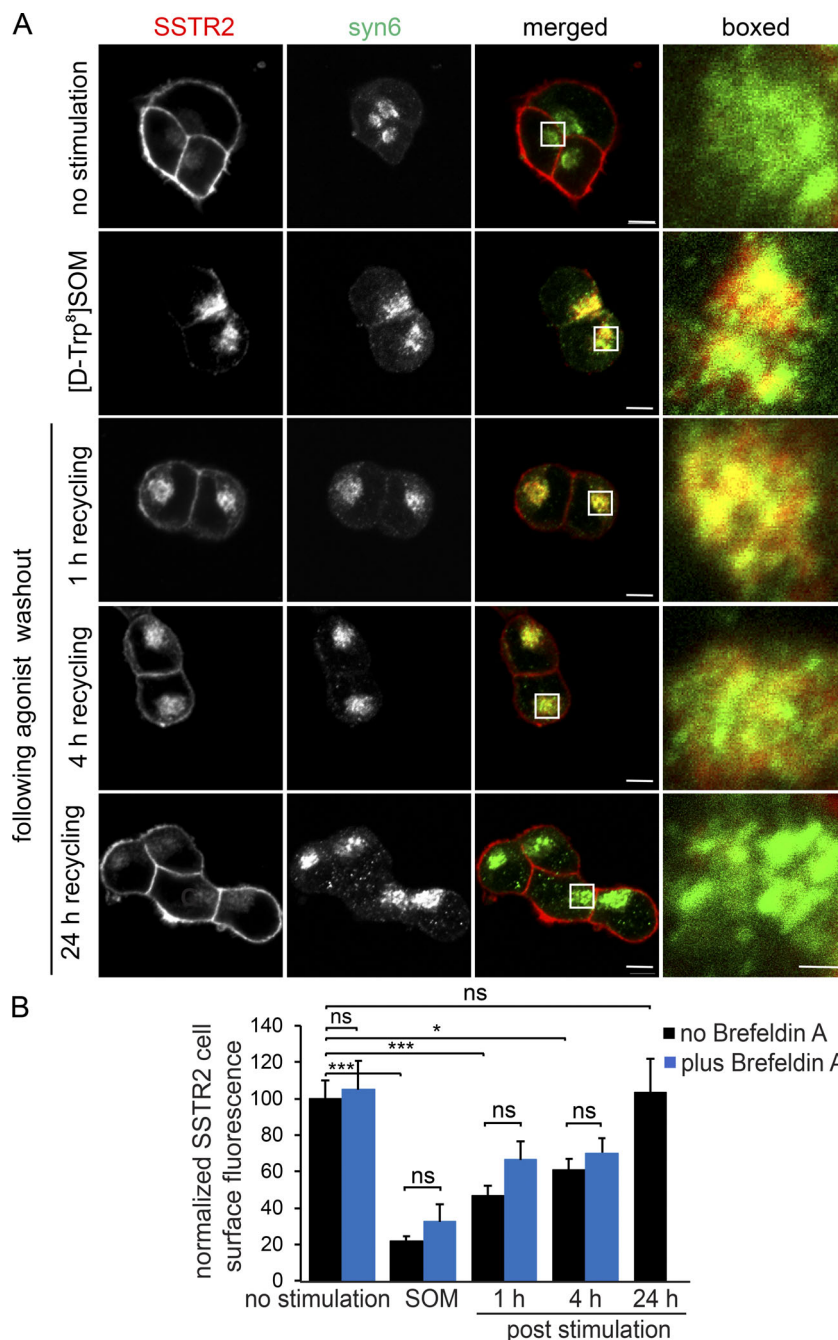 A
SSTR2 syn6 merged boxed
no stimulation
[D-Trp⁸]SOM
following agonist washout
1 h recycling
4 h recycling
24 h recycling
B
normalized SSTR2 cell
surface fluorescence
140
120
100
80
60
40
20
0
ns
ns
*
***
***
ns
ns
ns
no Brefeldin A
plus Brefeldin A
no stimulation SOM 1 h 4 h 24 h
post stimulation